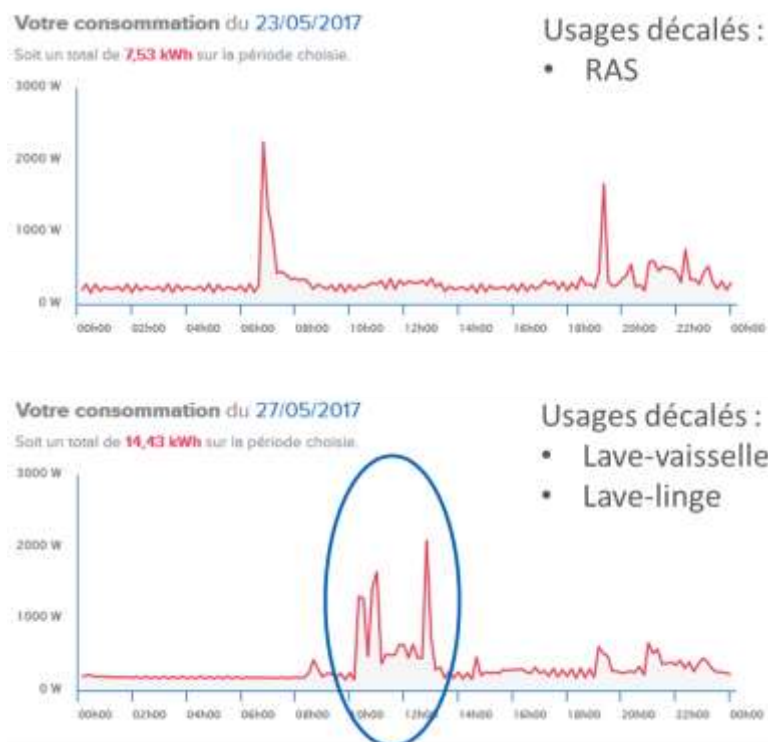 Votre consommation du 23/05/2017
Soit un total de 7,53 kWh sur la période choisie.
Usages décalés :
• RAS
3000 W
2000 W
1000 W
0 W
00h00 02h00 04h00 06h00 08h00 10h00 12h00 14h00 16h00 18h00 20h00 22h00 00h00
Votre consommation du 27/05/2017
Soit un total de 14,43 kWh sur la période choisie.
Usages décalés :
• Lave-vaisselle
• Lave-linge
3000 W
2000 W
1000 W
0 W
00h00 02h00 04h00 06h00 08h00 10h00 12h00 14h00 16h00 18h00 20h00 22h00 00h00